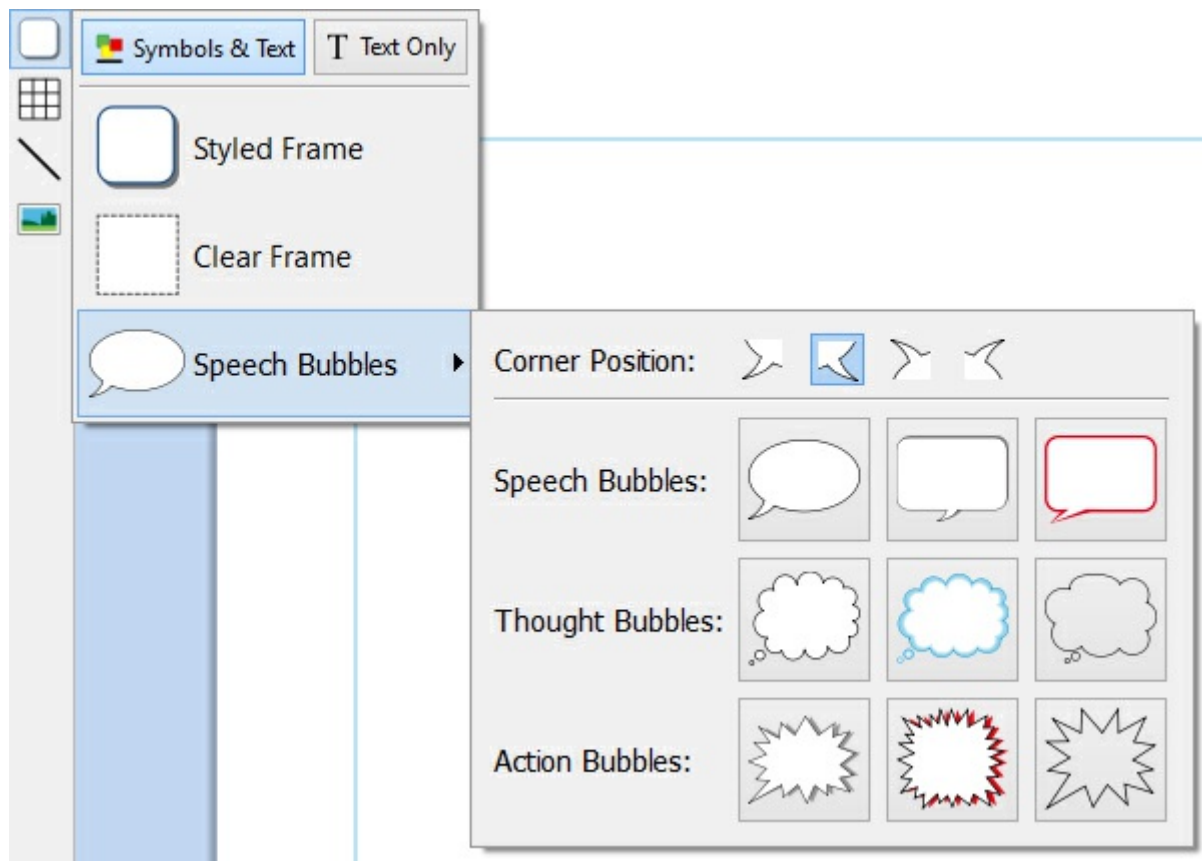 Symbols & Text
T Text Only
Styled Frame
Clear Frame
Speech Bubbles
Corner Position:
Speech Bubbles:
Thought Bubbles:
Action Bubbles: